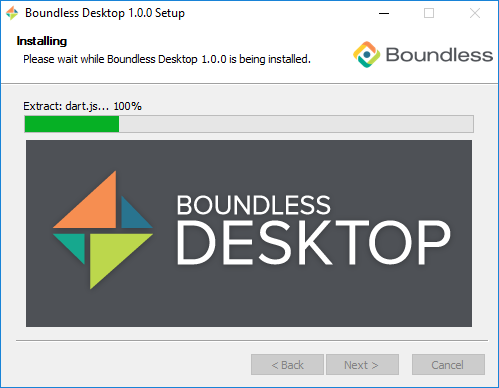 Boundless Desktop 1.0.0 Setup
Installing
Please wait while Boundless Desktop 1.0.0 is being installed.
Boundless
Extract: dart.js... 100%
BOUNDLESS
DESKTOP
< Back
Next >
Cancel